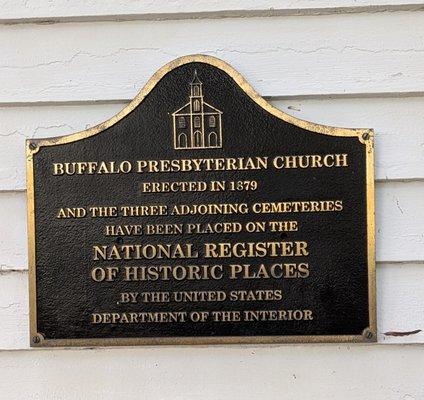 BUFFALO PRESBYTERIAN CHURCH
ERECTED IN 1879
AND THE THREE ADJOINING CEMETERIES
HAVE BEEN PLACED ON THE
NATIONAL REGISTER
OF HISTORIC PLACES
BY THE UNITED STATES
DEPARTMENT OF THE INTERIOR